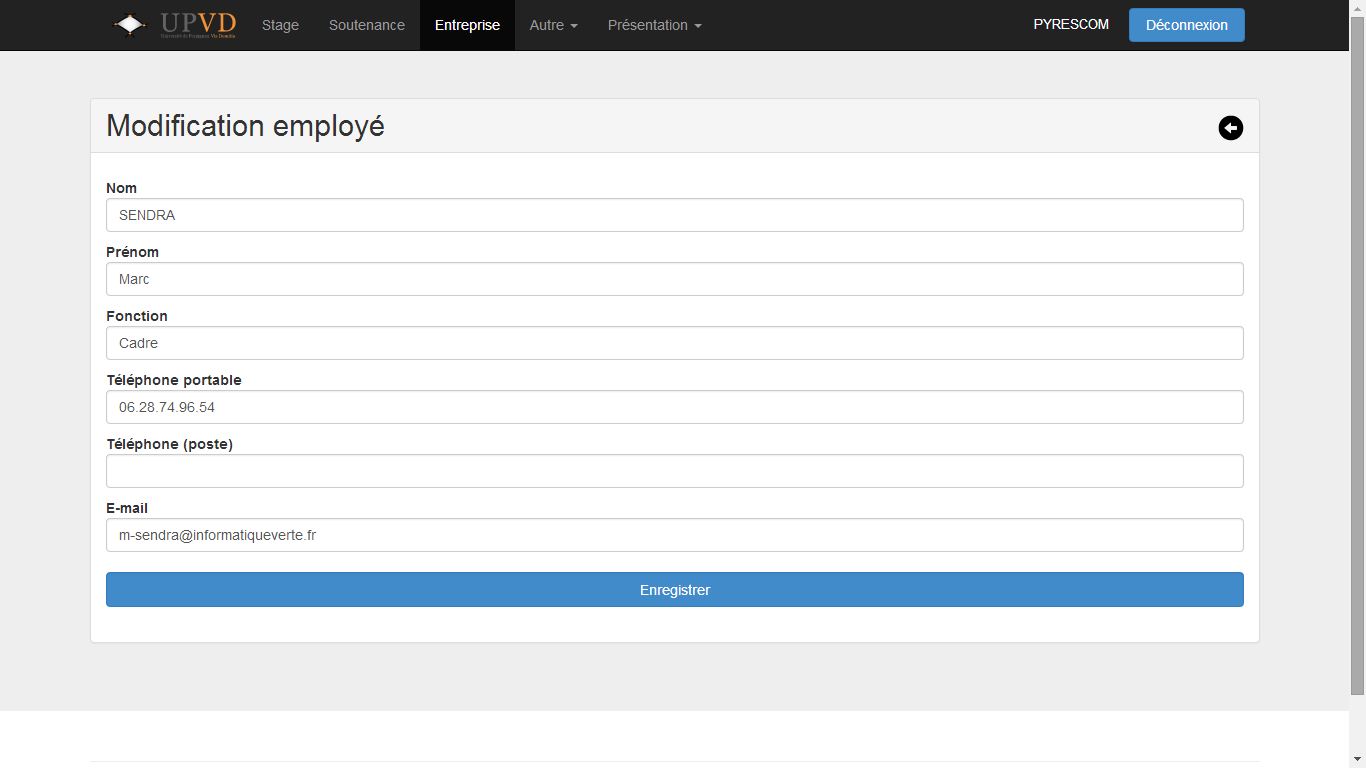 UPVD
Université de Perpignan Via Domitia
Stage
Soutenance
Entreprise
Autre
Présentation
PYRESCOM
Déconnexion
Modification employé
Nom
SENDRA
Prénom
Marc
Fonction
Cadre
Téléphone portable
06.28.74.96.54
Téléphone (poste)
E-mail
m-sendra@informatiqueverte.fr
Enregistrer